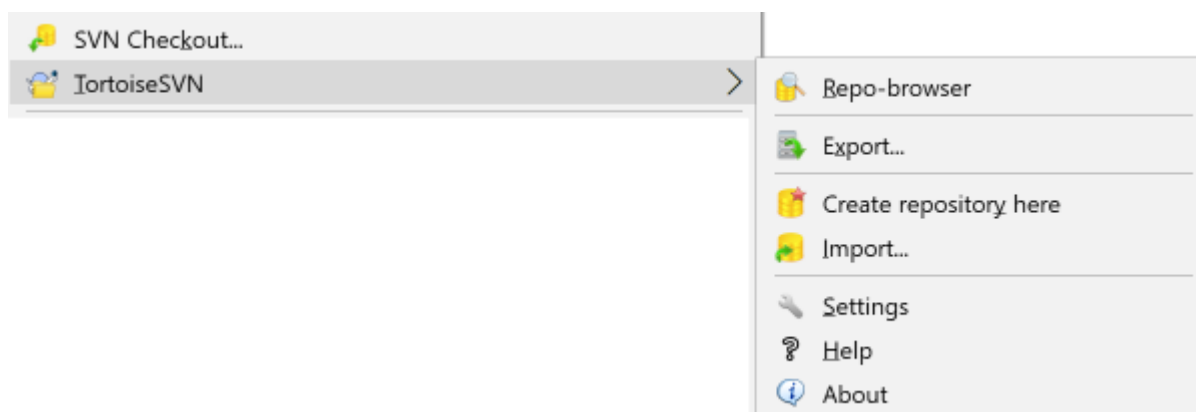 SVN Checkout...
TortoiseSVN
Repo-browser
Export...
Create repository here
Import...
Settings
Help
About